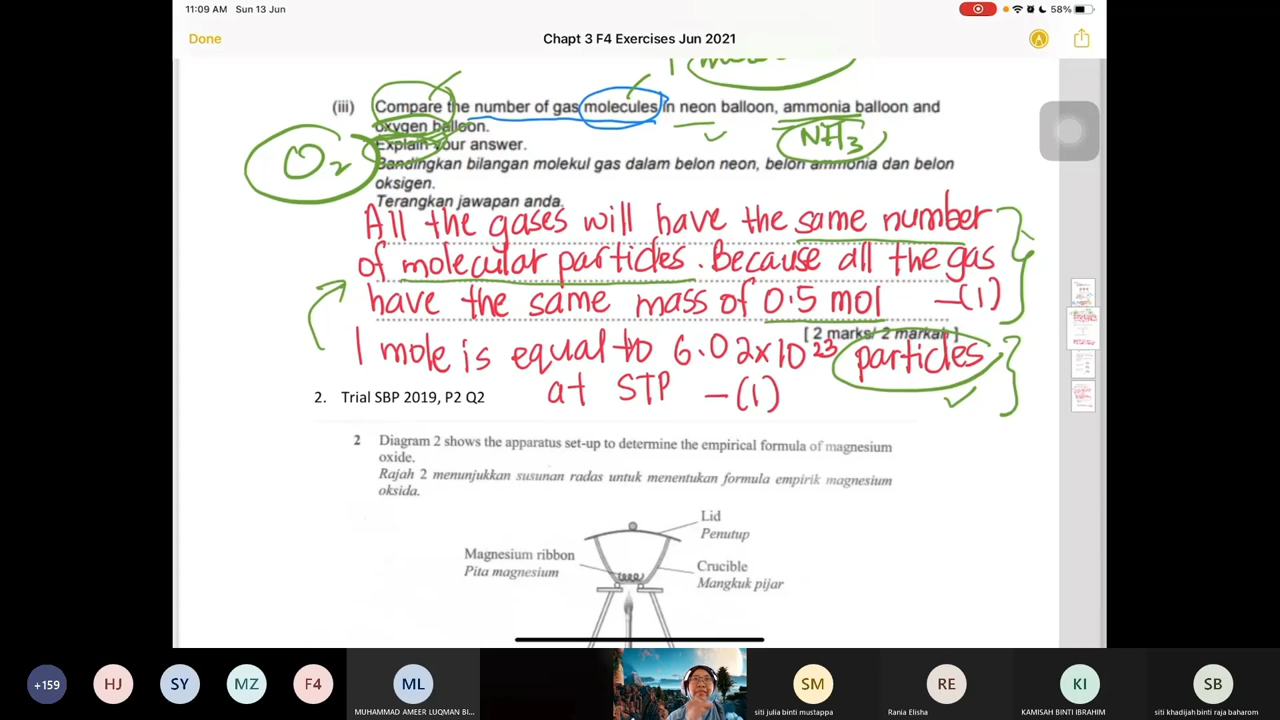 11:09 AM Sun 13 Jun
58%
Done
Chapt 3 F4 Exercises Jun 2021
(iii) Compare the number of gas molecules in neon balloon, ammonia balloon and
oxygen balloon.
NH3
O2
Explain your answer.
Bandingkan bilangan molekul gas dalam belon neon, belon ammonia dan belon
oksigen.
Terangkan jawapan anda.
All the gases will have the same number
of molecular particles. Because all the gas
have the same mass of 0.5 mol -(1)
[ 2 marks/ 2 markah ]
1 mole is equal to 6.02x10 23 particles
at STP -(1)
2. Trial SBP 2019, P2 Q2
2 Diagram 2 shows the apparatus set-up to determine the empirical formula of magnesium
oxide.
Rajah 2 menunjukkan susunan radas untuk menentukan formula empirik magnesium
oksida.
Lid
Penutup
Magnesium ribbon
Pita magnesium
Crucible
Mangkuk pijar
+159
HJ
SY
MZ
F4
ML
SM
RE
KI
SB
MUHAMMAD AMEER LUQMAN BI...
siti julia binti mustappa
Rania Elisha
KAMISAH BINTI IBRAHIM
siti khadijah binti raja baharom